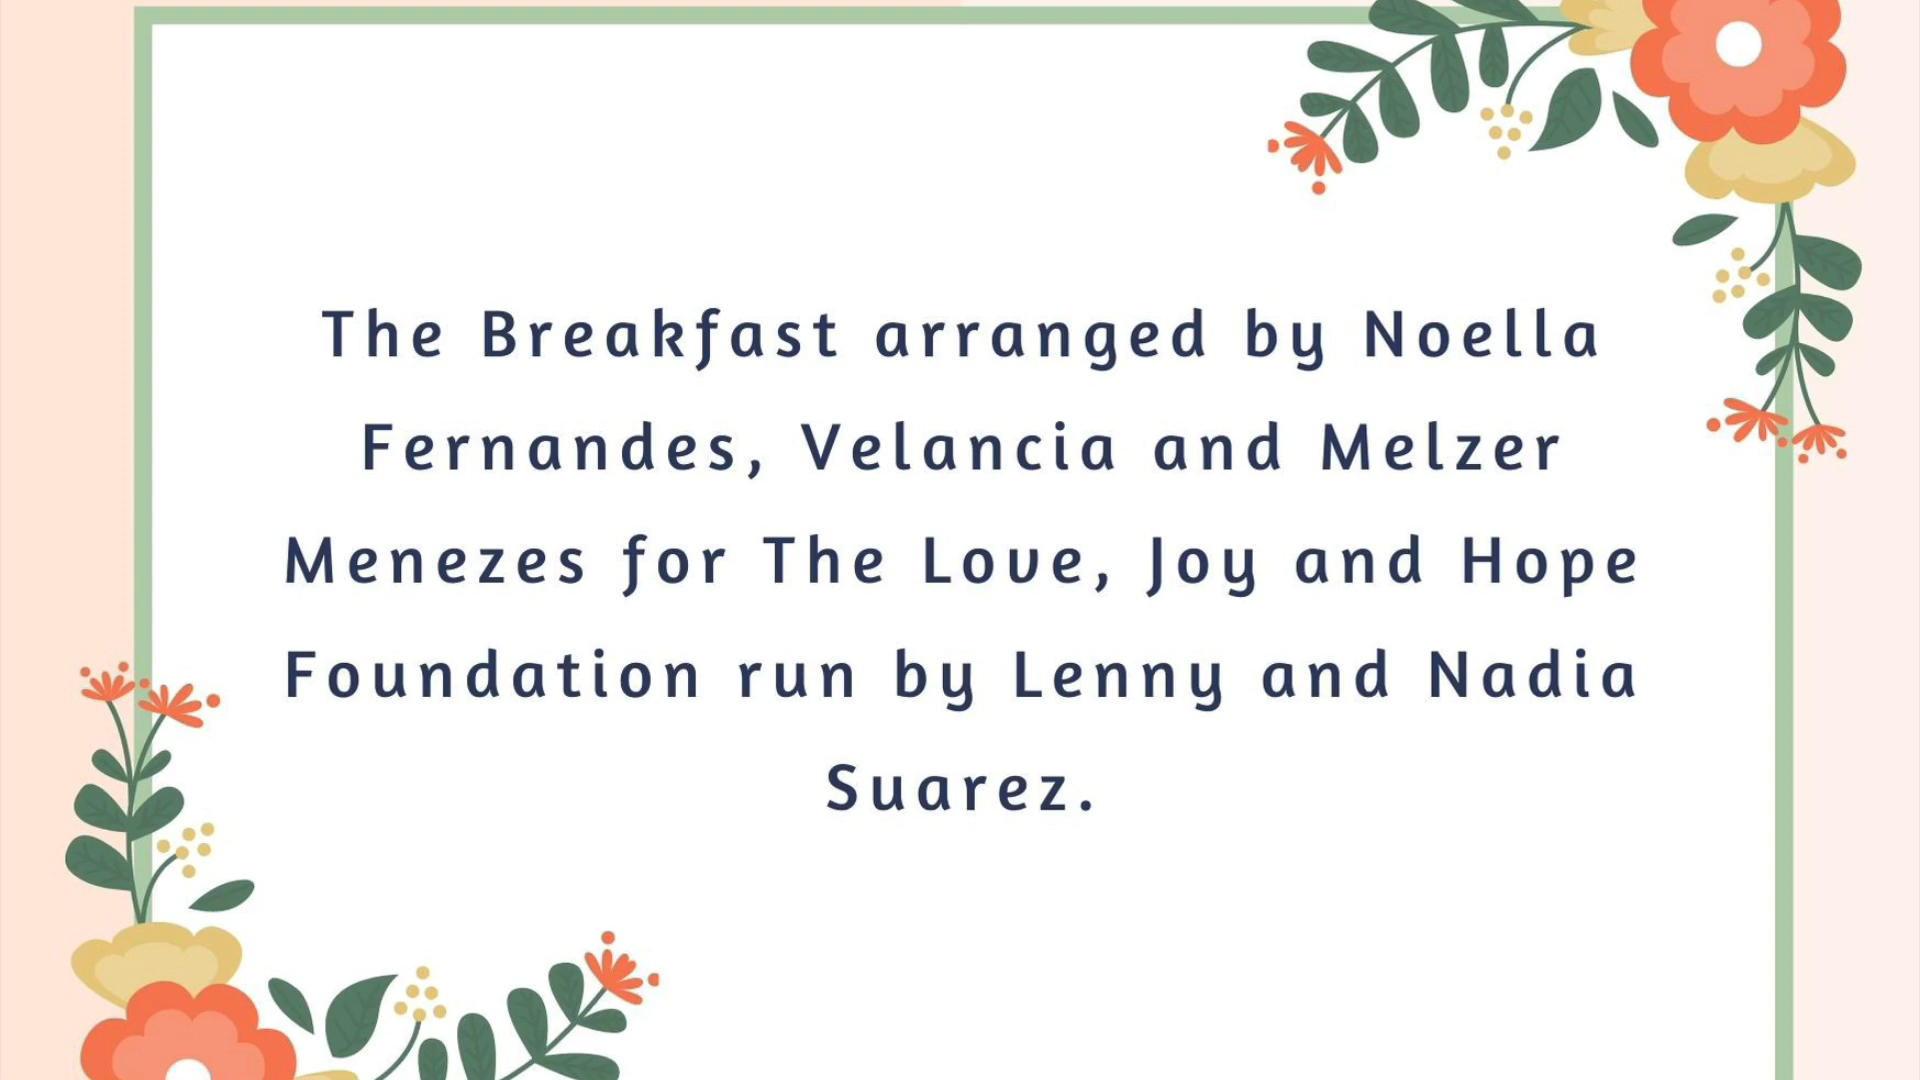 The Breakfast arranged by Noella
Fernandes, Velancia and Melzer
Menezes for The Love, Joy and Hope
Foundation run by Lenny and Nadia
Suarez.